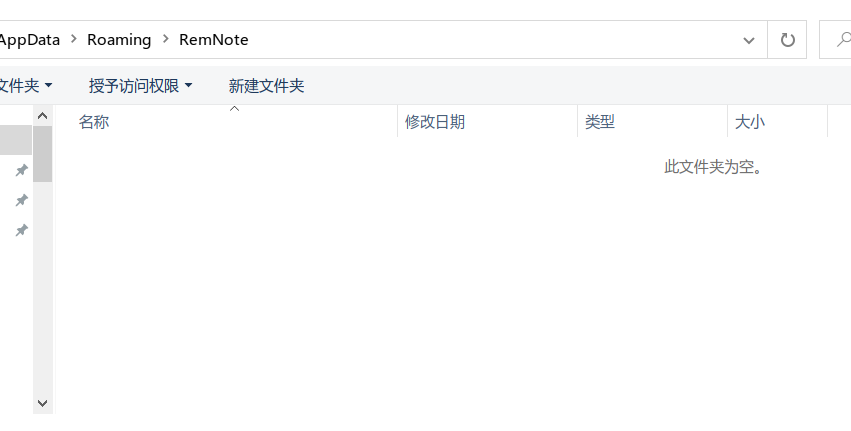 AppData > Roaming > RemNote
文件夹 授予访问权限 新建文件夹
名称 修改日期 类型 大小
此文件夹为空。